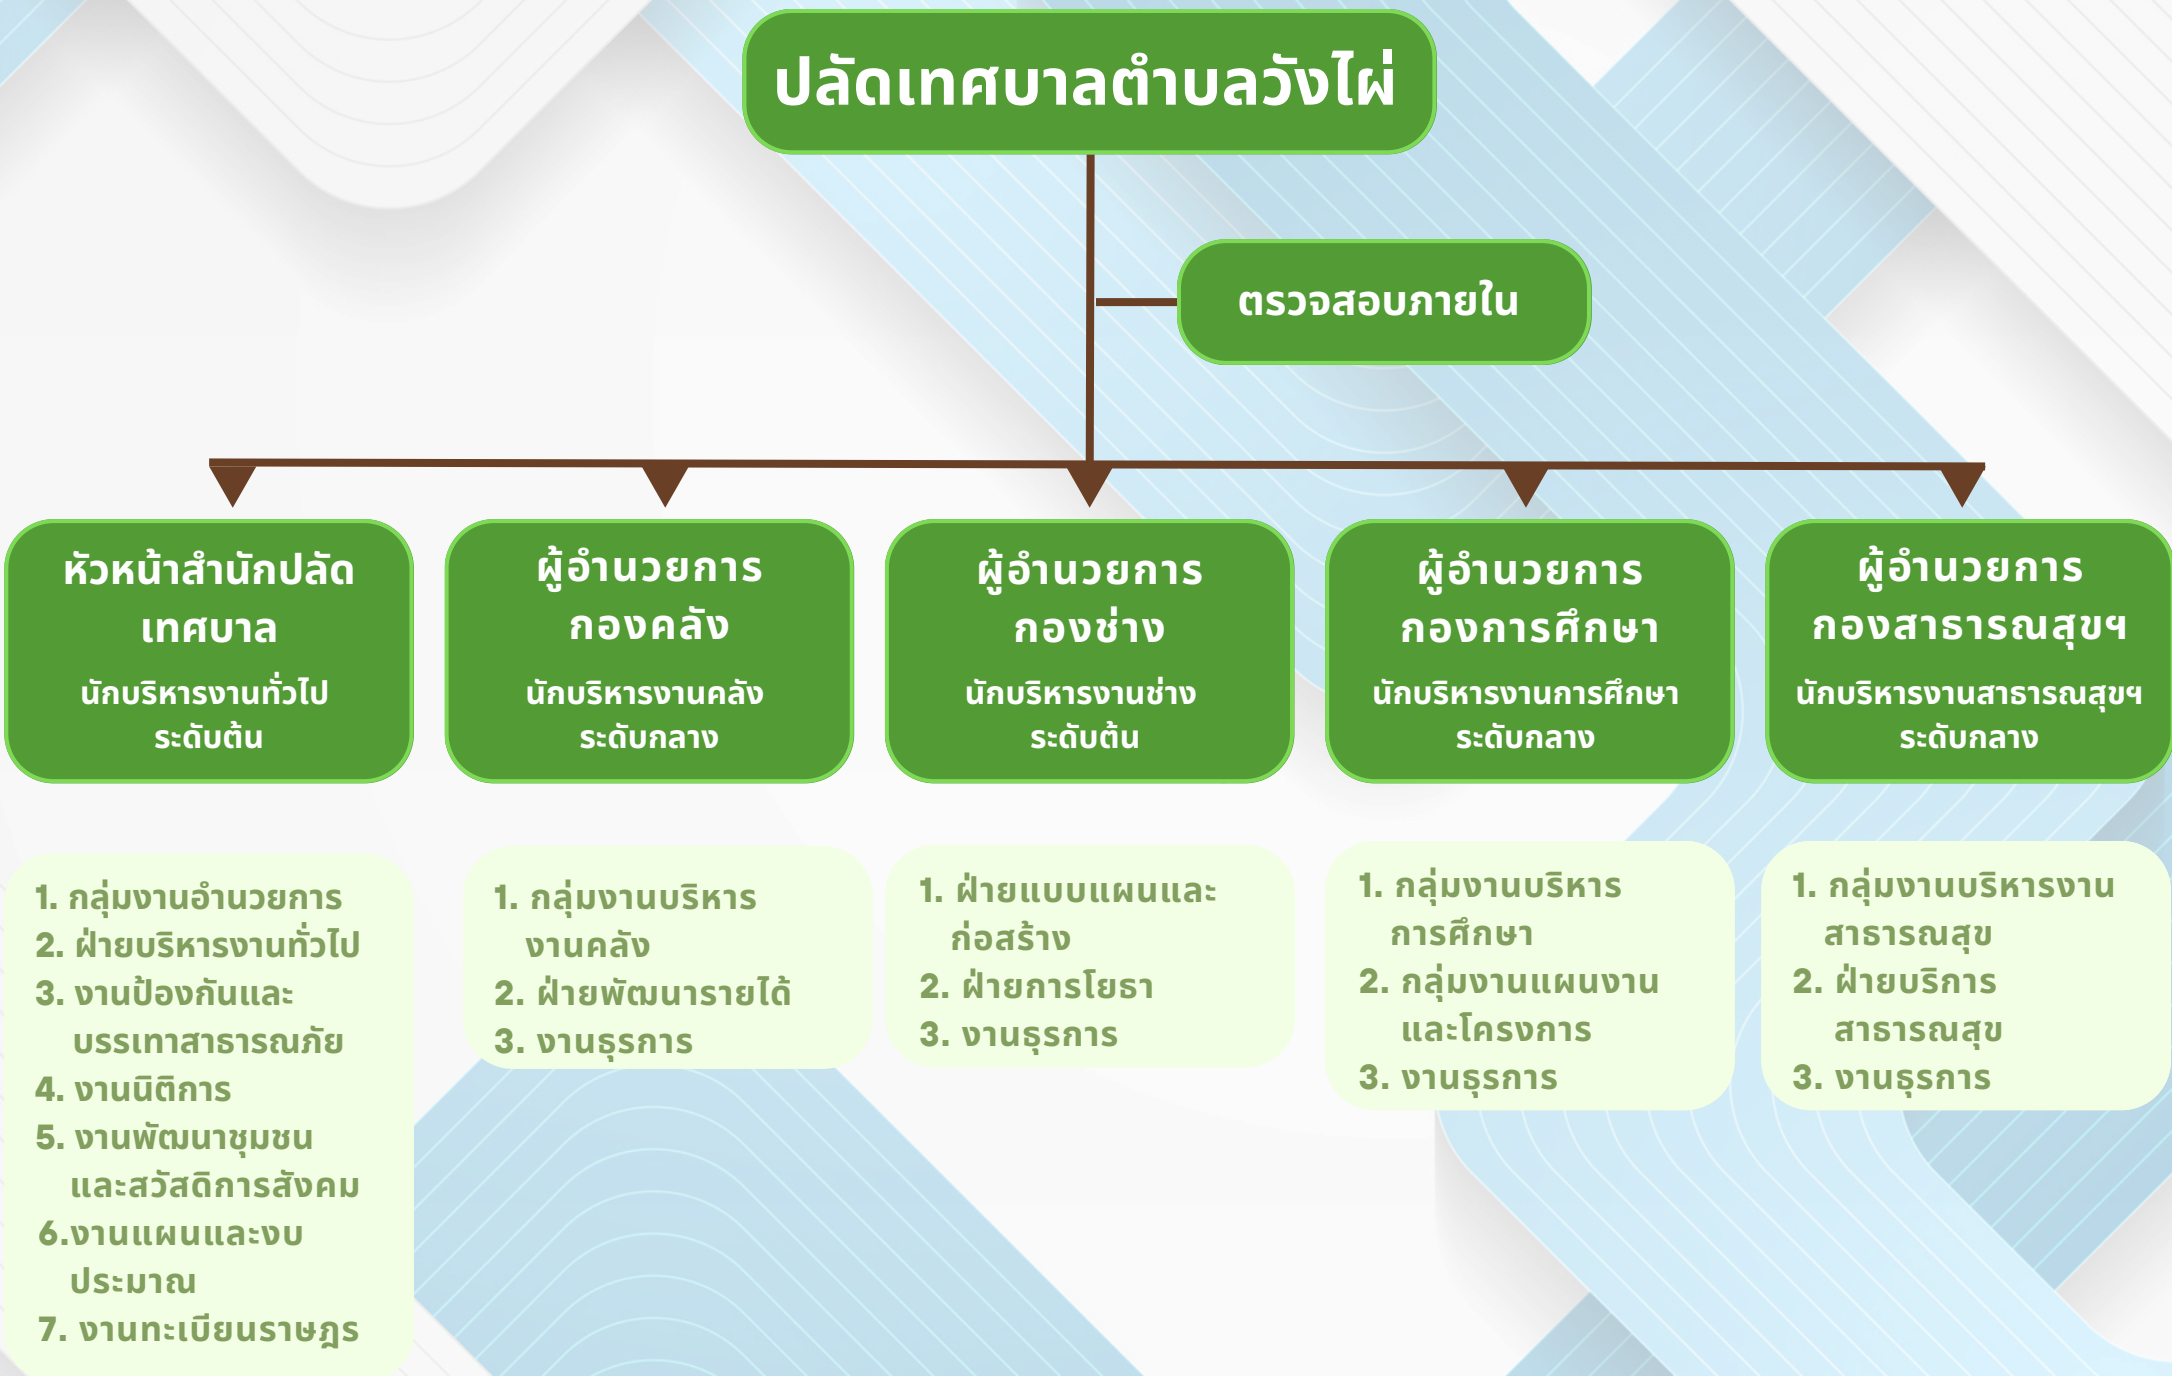 ปลัดเทศบาลตำบลวังไผ่
ตรวจสอบภายใน
หัวหน้าสำนักปลัด
เทศบาล
นักบริหารงานทั่วไป
ระดับต้น
ผู้อำนวยการ
กองคลัง
นักบริหารงานคลัง
ระดับกลาง
ผู้อำนวยการ
กองช่าง
นักบริหารงานช่าง
ระดับต้น
ผู้อำนวยการ
กองการศึกษา
นักบริหารงานการศึกษา
ระดับกลาง
ผู้อำนวยการ
กองสาธารณสุขฯ
นักบริหารงานสาธารณสุขฯ
ระดับกลาง
1. กลุ่มงานอำนวยการ
2. ฝ่ายบริหารงานทั่วไป
3. งานป้องกันและ
บรรเทาสาธารณภัย
4. งานนิติการ
5. งานพัฒนาชุมชน
และสวัสดิการสังคม
6.งานแผนและงบ
ประมาณ
7. งานทะเบียนราษฎร
1. กลุ่มงานบริหาร
งานคลัง
2. ฝ่ายพัฒนารายได้
3. งานธุรการ
1. ฝ่ายแบบแผนและ
ก่อสร้าง
2. ฝ่ายการโยธา
3. งานธุรการ
1. กลุ่มงานบริหาร
การศึกษา
2. กลุ่มงานแผนงาน
และโครงการ
3. งานธุรการ
1. กลุ่มงานบริหารงาน
สาธารณสุข
2. ฝ่ายบริการ
สาธารณสุข
3. งานธุรการ